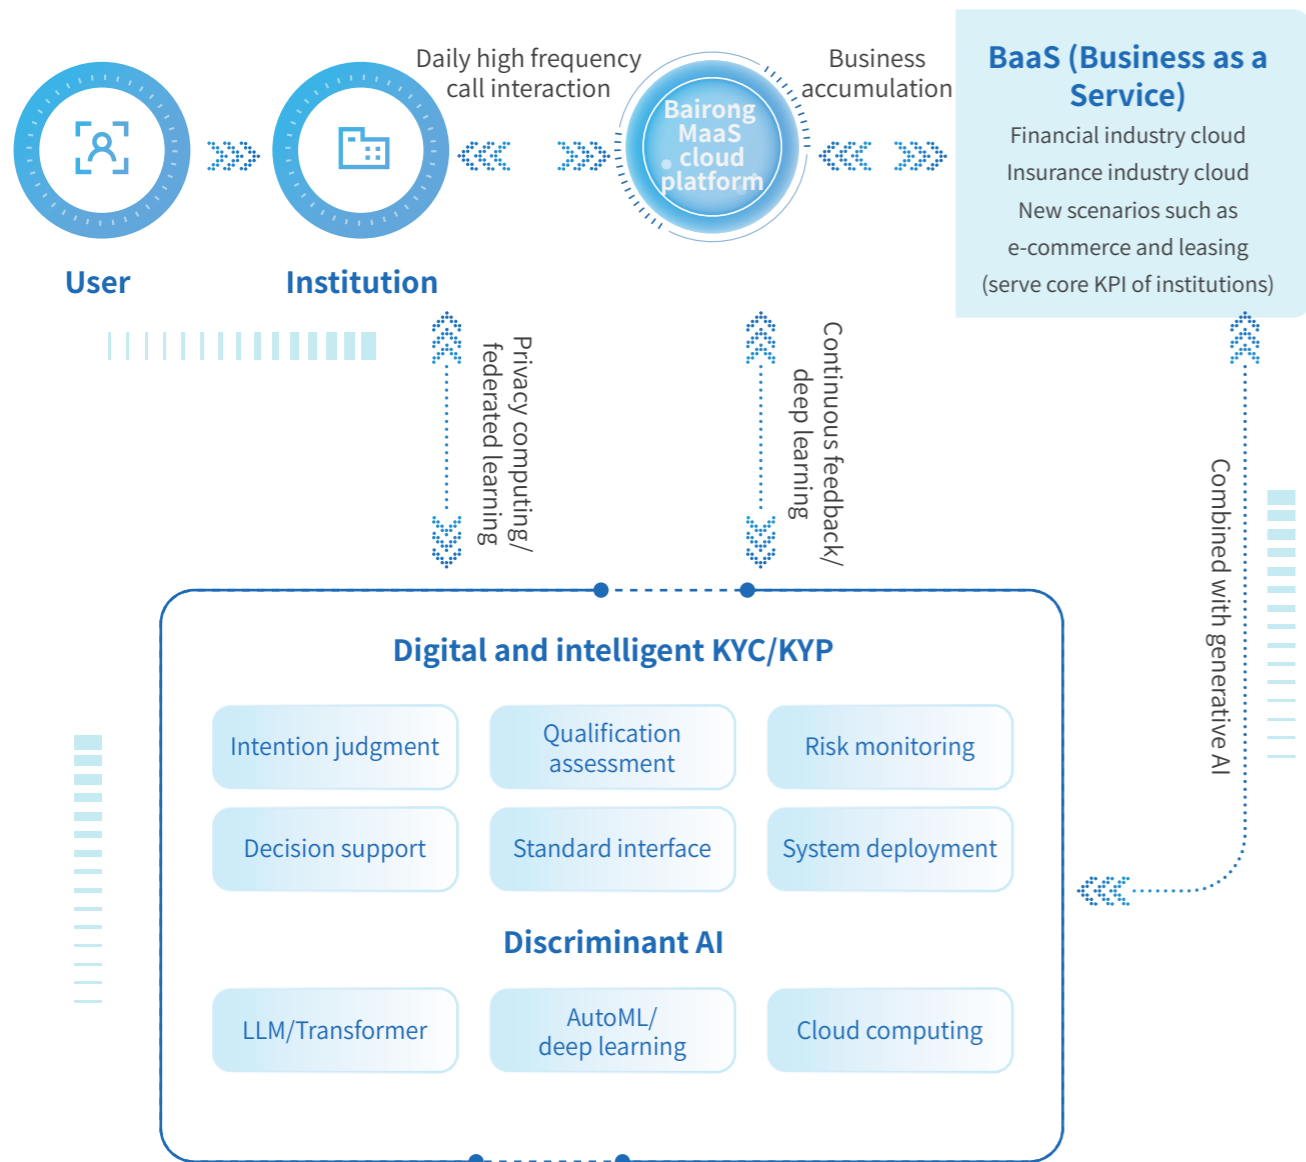 Daily high frequency
call interaction
Business
accumulation
BaaS (Business as a
Service)
Financial industry cloud
Insurance industry cloud
New scenarios such as
e-commerce and leasing
(serve core KPI of institutions)
Bairong
MaaS
cloud
platform
User
Institution
Privacy computing/
federated learning
Continuous feedback/
deep learning
Combined with generative AI
Digital and intelligent KYC/KYP
Intention judgment
Qualification
assessment
Risk monitoring
Decision support
Standard interface
System deployment
Discriminant AI
LLM/Transformer
AutoML/
deep learning
Cloud computing